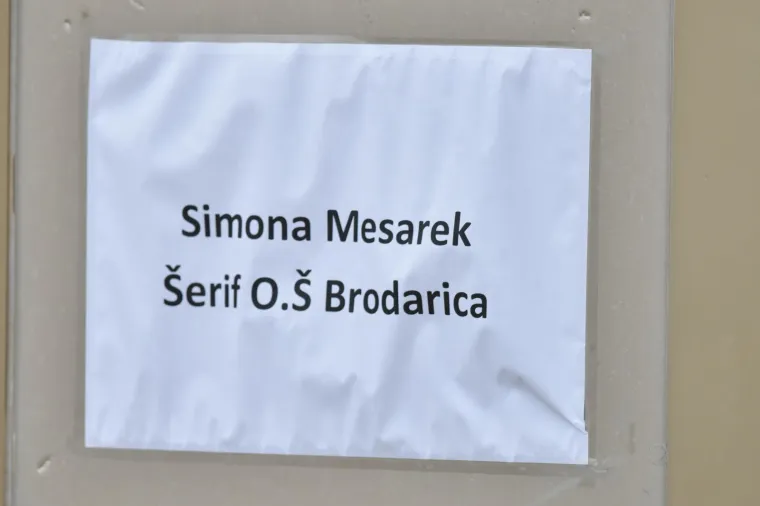 Simona Mesarek
Šerif O.Š Brodarica